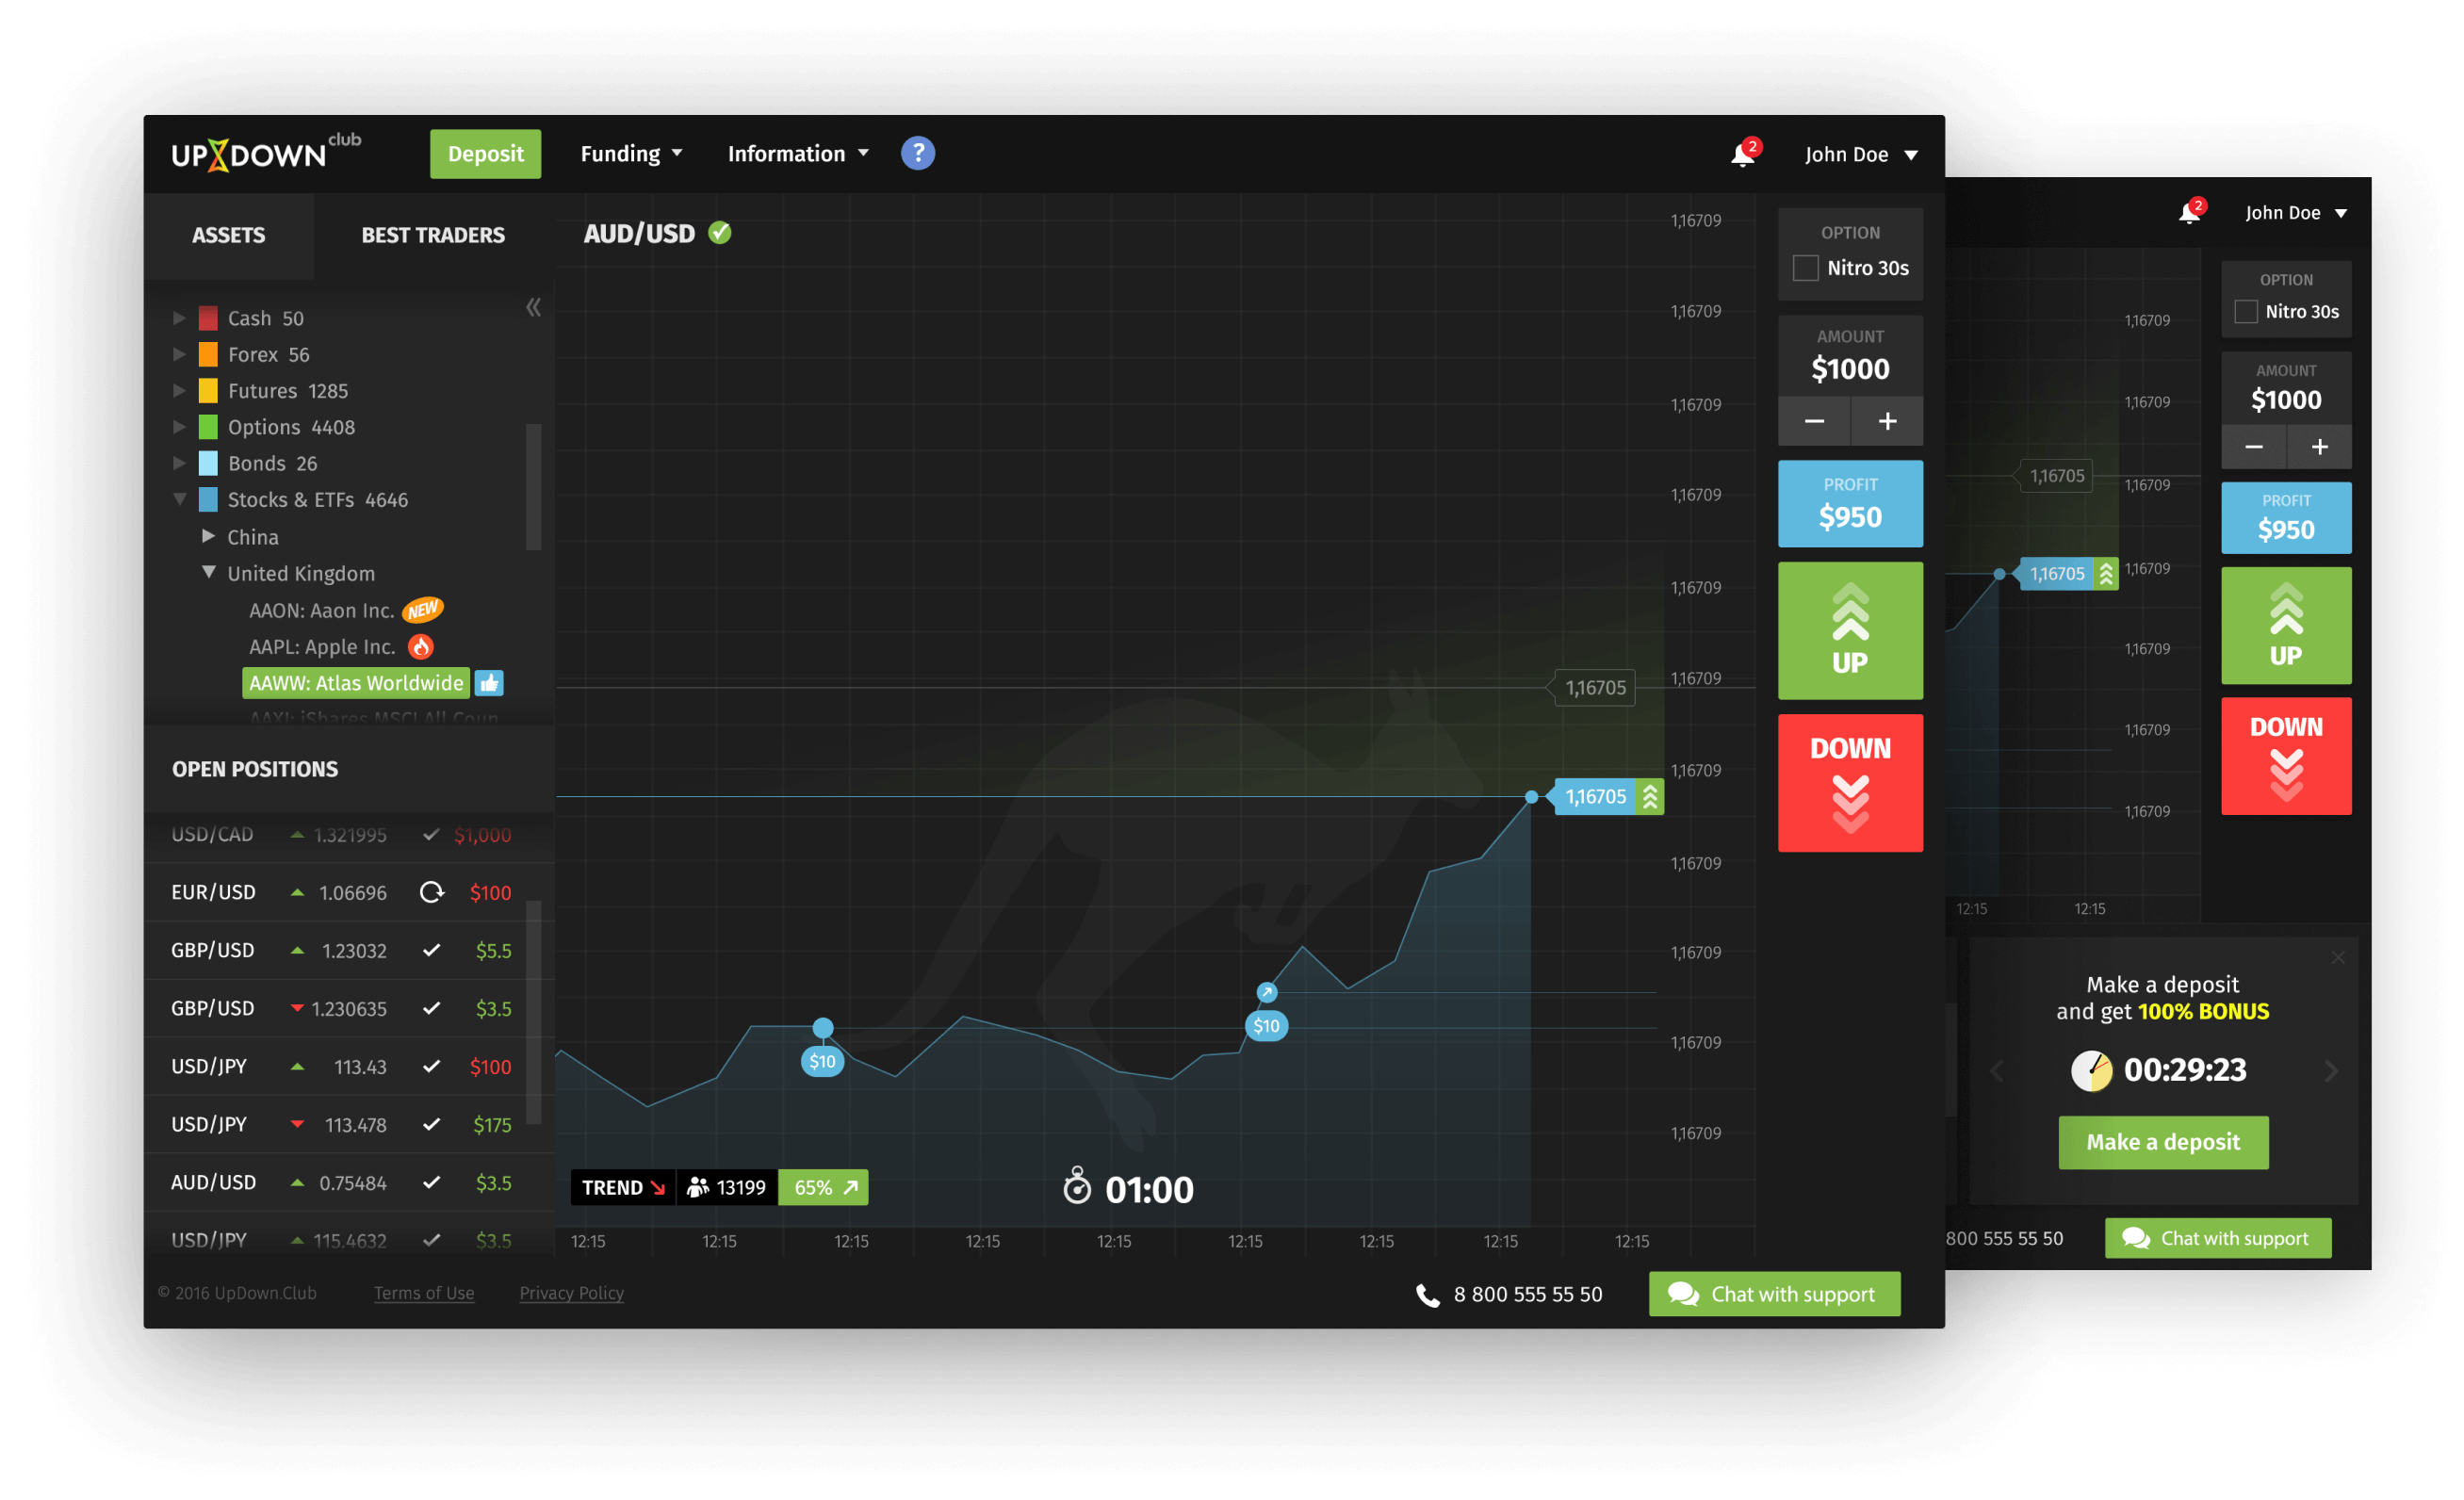 UPDOWN club
Deposit
Funding
Information
?
2
John Doe
ASSETS
BEST TRADERS
Cash 50
Forex 56
Futures 1285
Options 4408
Bonds 26
Stocks & ETFs 4646
China
United Kingdom
AAON: Aaon Inc. NEW
AAPL: Apple Inc.
AAWW: Atlas Worldwide
AAXJ: iShares MSCI All Coun
OPEN POSITIONS
USD/CAD 1.321995 $1,000
EUR/USD 1.06696 $100
GBP/USD 1.23032 $5.5
GBP/USD 1.230635 $3.5
USD/JPY 113.43 $100
USD/JPY 113.478 $175
AUD/USD 0.75484 $3.5
USD/JPY 115.4632 $3.5
AUD/USD
1,16709
1,16709
1,16709
1,16709
1,16709
1,16705
1,16709
1,16709
1,16705
1,16709
1,16709
1,16709
1,16709
$10
$10
TREND 13199 65%
01:00
12:15 12:15 12:15 12:15 12:15 12:15 12:15 12:15 12:15
OPTION
Nitro 30s
AMOUNT
$1000
− +
PROFIT
$950
UP
DOWN
© 2016 UpDown.Club
Terms of Use
Privacy Policy
8 800 555 55 50
Chat with support
2
John Doe
1,16709
1,16709
1,16705
1,16709
1,16705
1,16709
1,16709
1,16709
1,16709
12:15 12:15
OPTION
Nitro 30s
AMOUNT
$1000
− +
PROFIT
$950
UP
DOWN
Make a deposit
and get 100% BONUS
00:29:23
Make a deposit
800 555 55 50
Chat with support